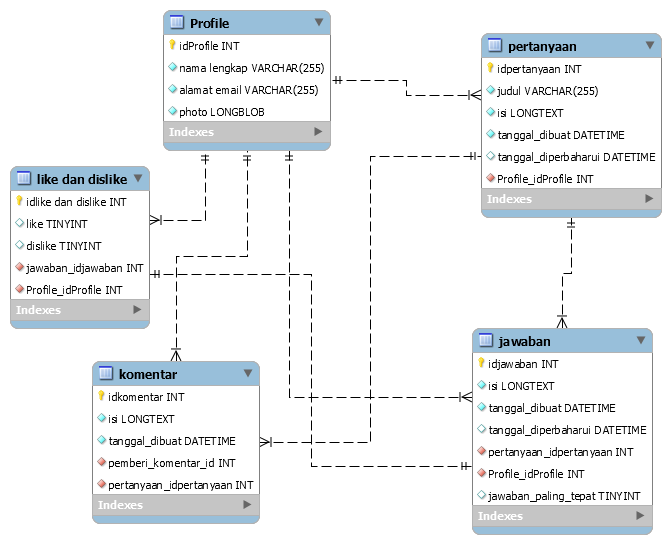 Profile
idProfile INT
nama lengkap VARCHAR(255)
alamat email VARCHAR(255)
photo LONGBLOB
Indexes
pertanyaan
idpertanyaan INT
judul VARCHAR(255)
isi LONGTEXT
tanggal_dibuat DATETIME
tanggal_diperbaharui DATETIME
Profile_idProfile INT
Indexes
like dan dislike
idlike dan dislike INT
like TINYINT
dislike TINYINT
jawaban_idjawaban INT
Profile_idProfile INT
Indexes
komentar
idkomentar INT
isi LONGTEXT
tanggal_dibuat DATETIME
pemberi_komentar_id INT
pertanyaan_idpertanyaan INT
Indexes
jawaban
idjawaban INT
isi LONGTEXT
tanggal_dibuat DATETIME
tanggal_diperbaharui DATETIME
pertanyaan_idpertanyaan INT
Profile_idProfile INT
jawaban_paling_tepat TINYINT
Indexes